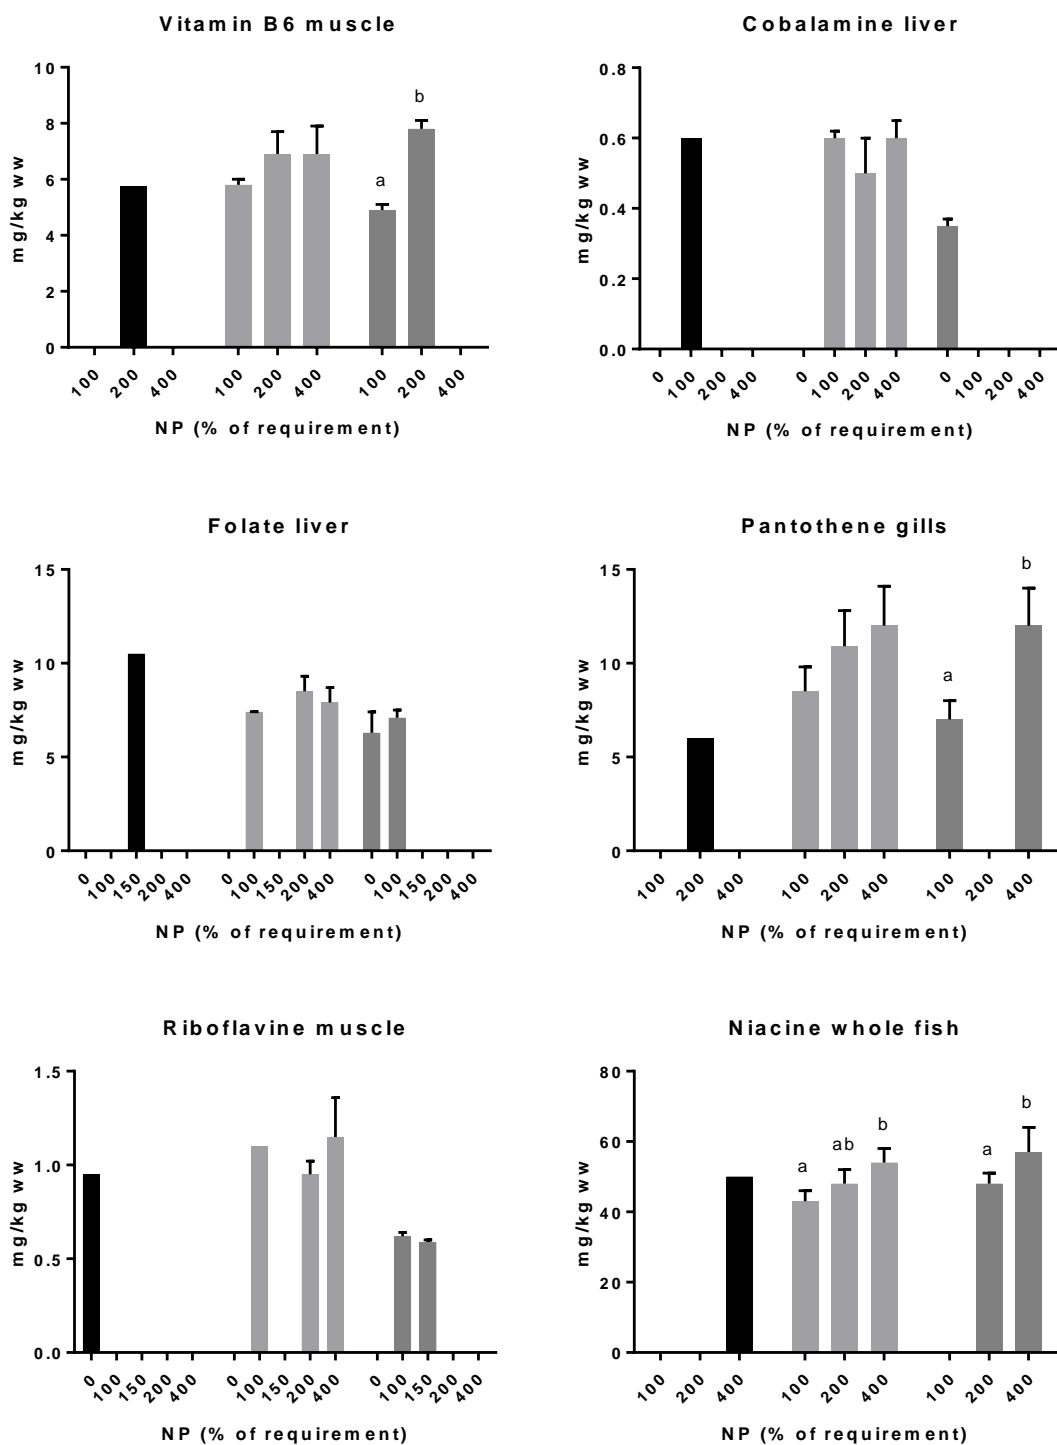 Vitamin B6 muscle
mg/kg ww
10
8
6
4
2
0
a
b
100 200 400 100 200 400 100 200 400
NP (% of requirement)
Cobalamine liver
mg/kg ww
0.8
0.6
0.4
0.2
0.0
0 100 200 400 0 100 200 400 0 100 200 400
NP (% of requirement)
Folate liver
mg/kg ww
15
10
5
0
0 100 150 200 400 0 100 150 200 400 0 100 150 200 400
NP (% of requirement)
Pantothene gills
mg/kg ww
15
10
5
0
a
b
100 200 400 100 200 400 100 200 400
NP (% of requirement)
Riboflavine muscle
mg/kg ww
1.5
1.0
0.5
0.0
0 100 150 200 400 0 100 150 200 400 0 100 150 200 400
NP (% of requirement)
Niacine whole fish
mg/kg ww
80
60
40
20
0
a
ab
b
a
b
100 200 400 100 200 400 100 200 400
NP (% of requirement)